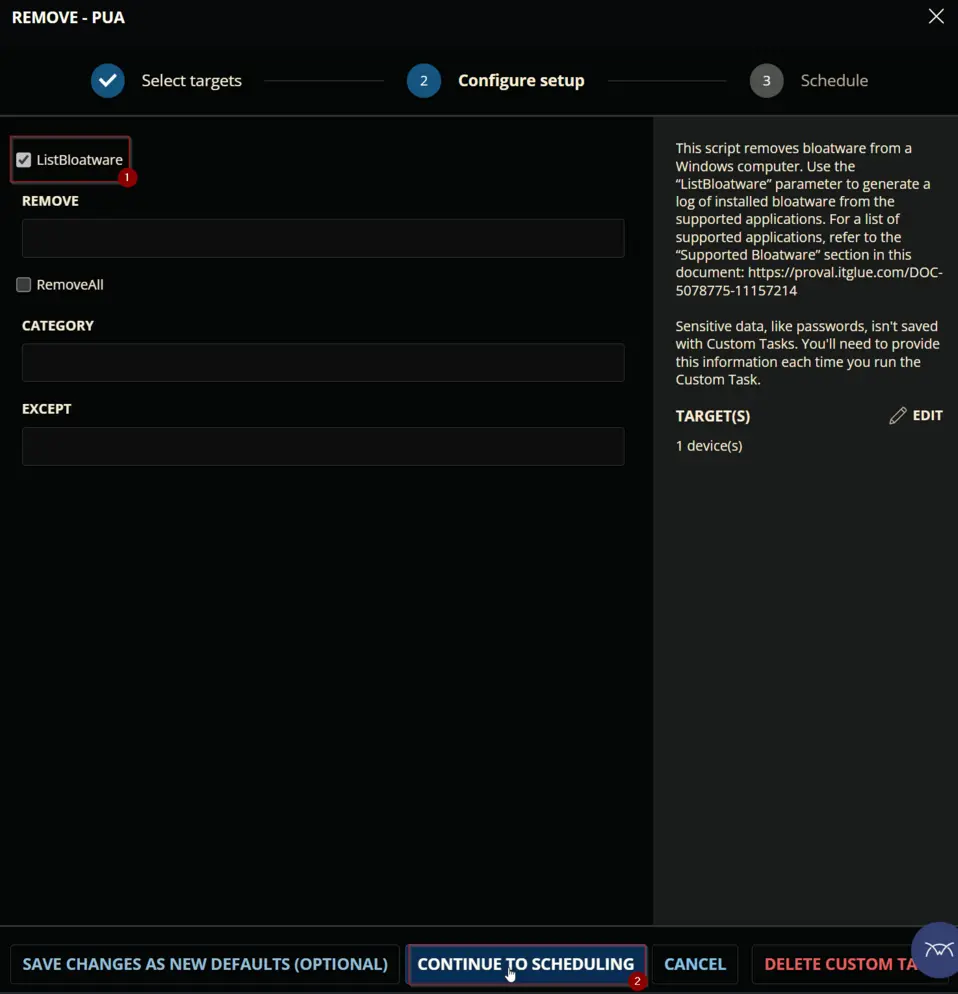 REMOVE - PUA
Select targets
2
Configure setup
3
Schedule
ListBloatware
1
REMOVE
RemoveAll
CATEGORY
EXCEPT
This script removes bloatware from a
Windows computer. Use the
“ListBloatware” parameter to generate a
log of installed bloatware from the
supported applications. For a list of
supported applications, refer to the
“Supported Bloatware” section in this
document: https://proval.itglue.com/DOC-
5078775-11157214
Sensitive data, like passwords, isn't saved
with Custom Tasks. You'll need to provide
this information each time you run the
Custom Task.
TARGET(S)
EDIT
1 device(s)
SAVE CHANGES AS NEW DEFAULTS (OPTIONAL)
CONTINUE TO SCHEDULING
2
CANCEL
DELETE CUSTOM TA